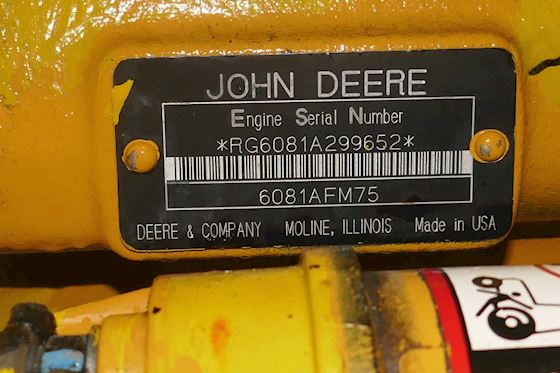 JOHN DEERE
Engine Serial Number
*RG6081A299652*
6081AFM75
DEERE & COMPANY MOLINE, ILLINOIS Made in USA